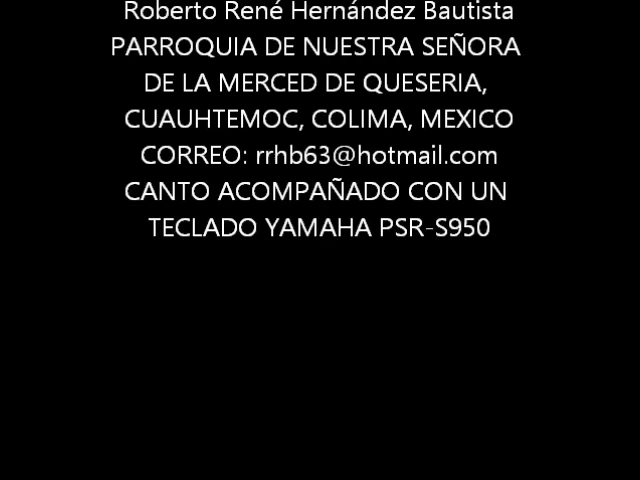 Roberto René Hernández Bautista
PARROQUIA DE NUESTRA SEÑORA
DE LA MERCED DE QUESERIA,
CUAUHTEMOC, COLIMA, MEXICO
CORREO: rrhb63@hotmail.com
CANTO ACOMPAÑADO CON UN
TECLADO YAMAHA PSR-S950